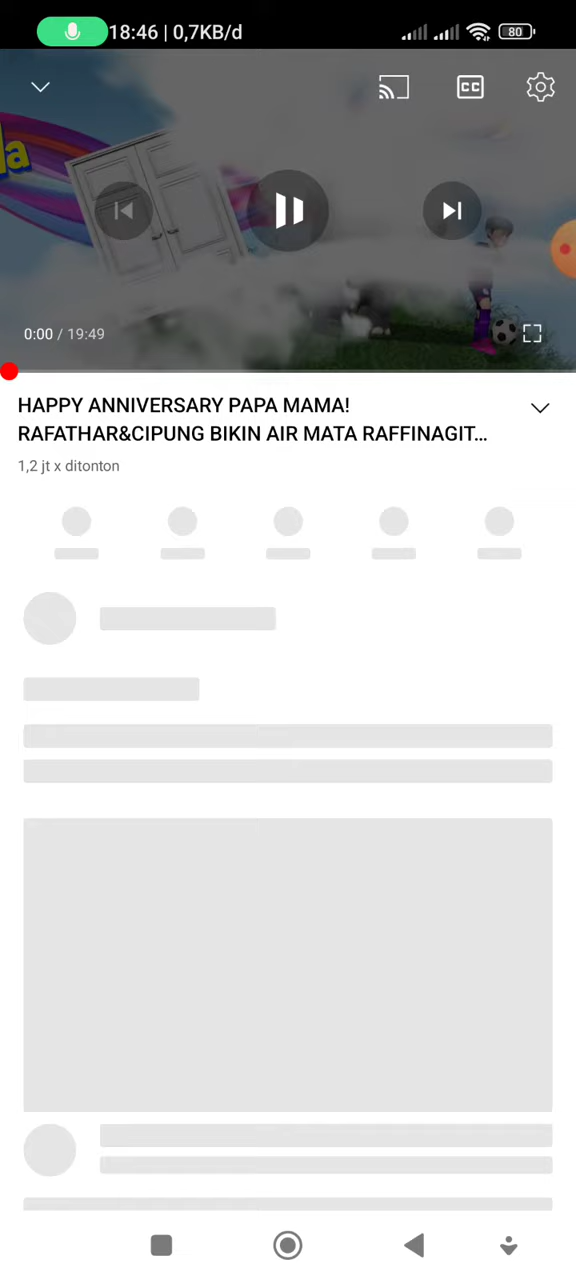 18:46 | 0,7KB/d
80
CC
la
0:00 / 19:49
HAPPY ANNIVERSARY PAPA MAMA!
RAFATHAR&CIPUNG BIKIN AIR MATA RAFFINAGIT...
1,2 jt x ditonton